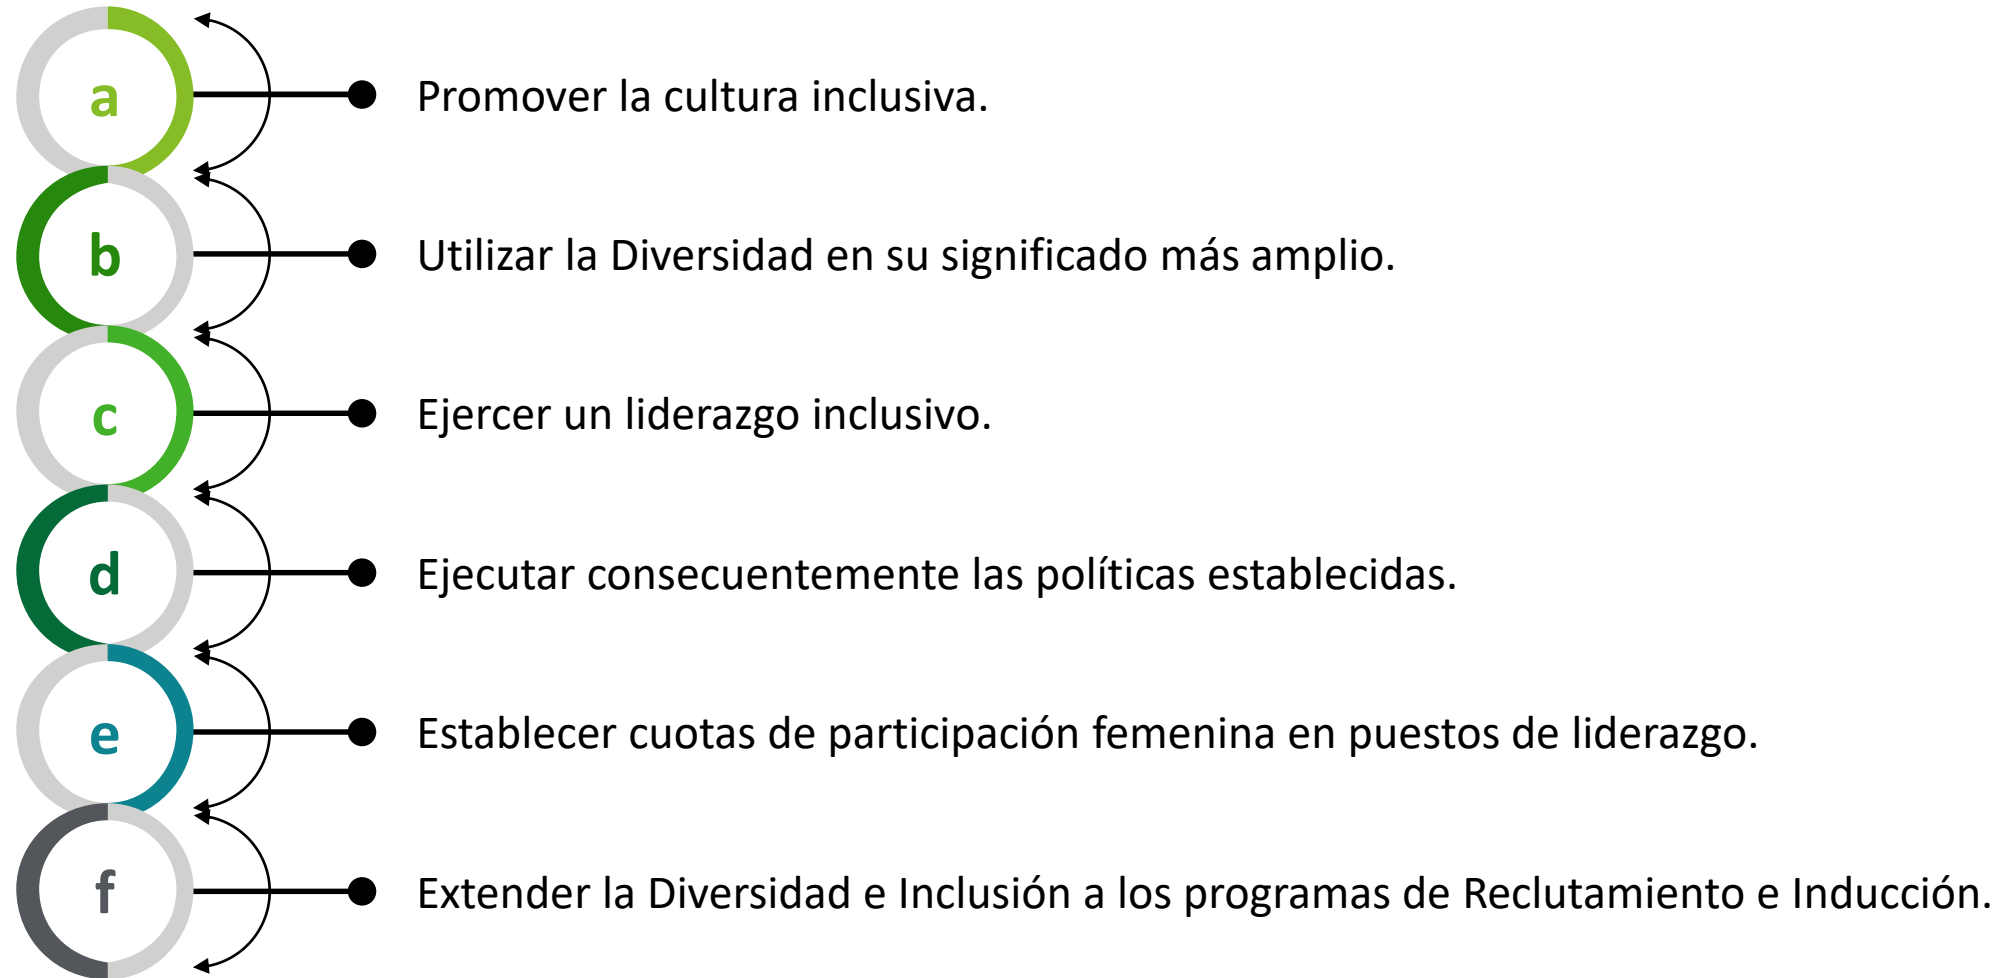 a Promover la cultura inclusiva.
b Utilizar la Diversidad en su significado más amplio.
c Ejercer un liderazgo inclusivo.
d Ejecutar consecuentemente las políticas establecidas.
e Establecer cuotas de participación femenina en puestos de liderazgo.
f Extender la Diversidad e Inclusión a los programas de Reclutamiento e Inducción.